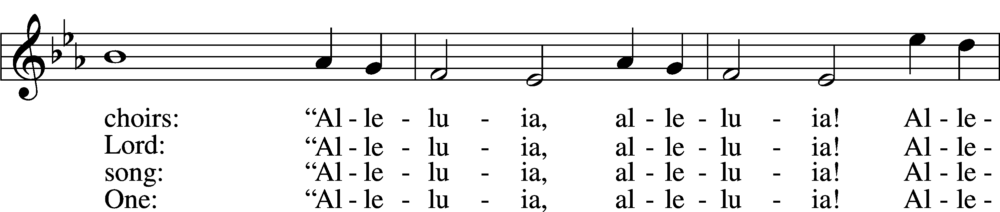 choirs: “Al - le - lu - ia, al - le - lu - ia! Al - le -
Lord: “Al - le - lu - ia, al - le - lu - ia! Al - le -
song: “Al - le - lu - ia, al - le - lu - ia! Al - le -
One: “Al - le - lu - ia, al - le - lu - ia! Al - le -